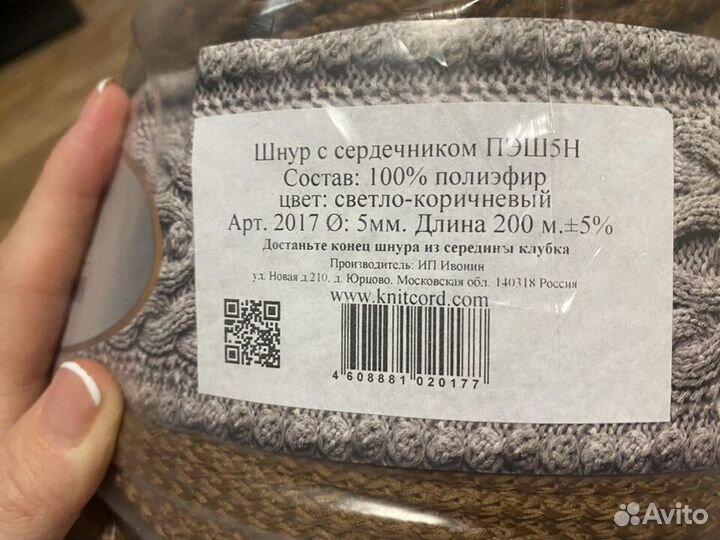 Шнур с сердечником ПЭШ5Н
Состав: 100% полиэфир
цвет: светло-коричневый
Арт. 2017 Ø: 5мм. Длина 200 м.±5%
Достаньте конец шнура из середины клубка
Производитель: ИП Ивонин
ул. Новая д.210, д. Юрцово, Московская обл. 140318 Россия
www.knitcord.com
4 608881 020177
Avito